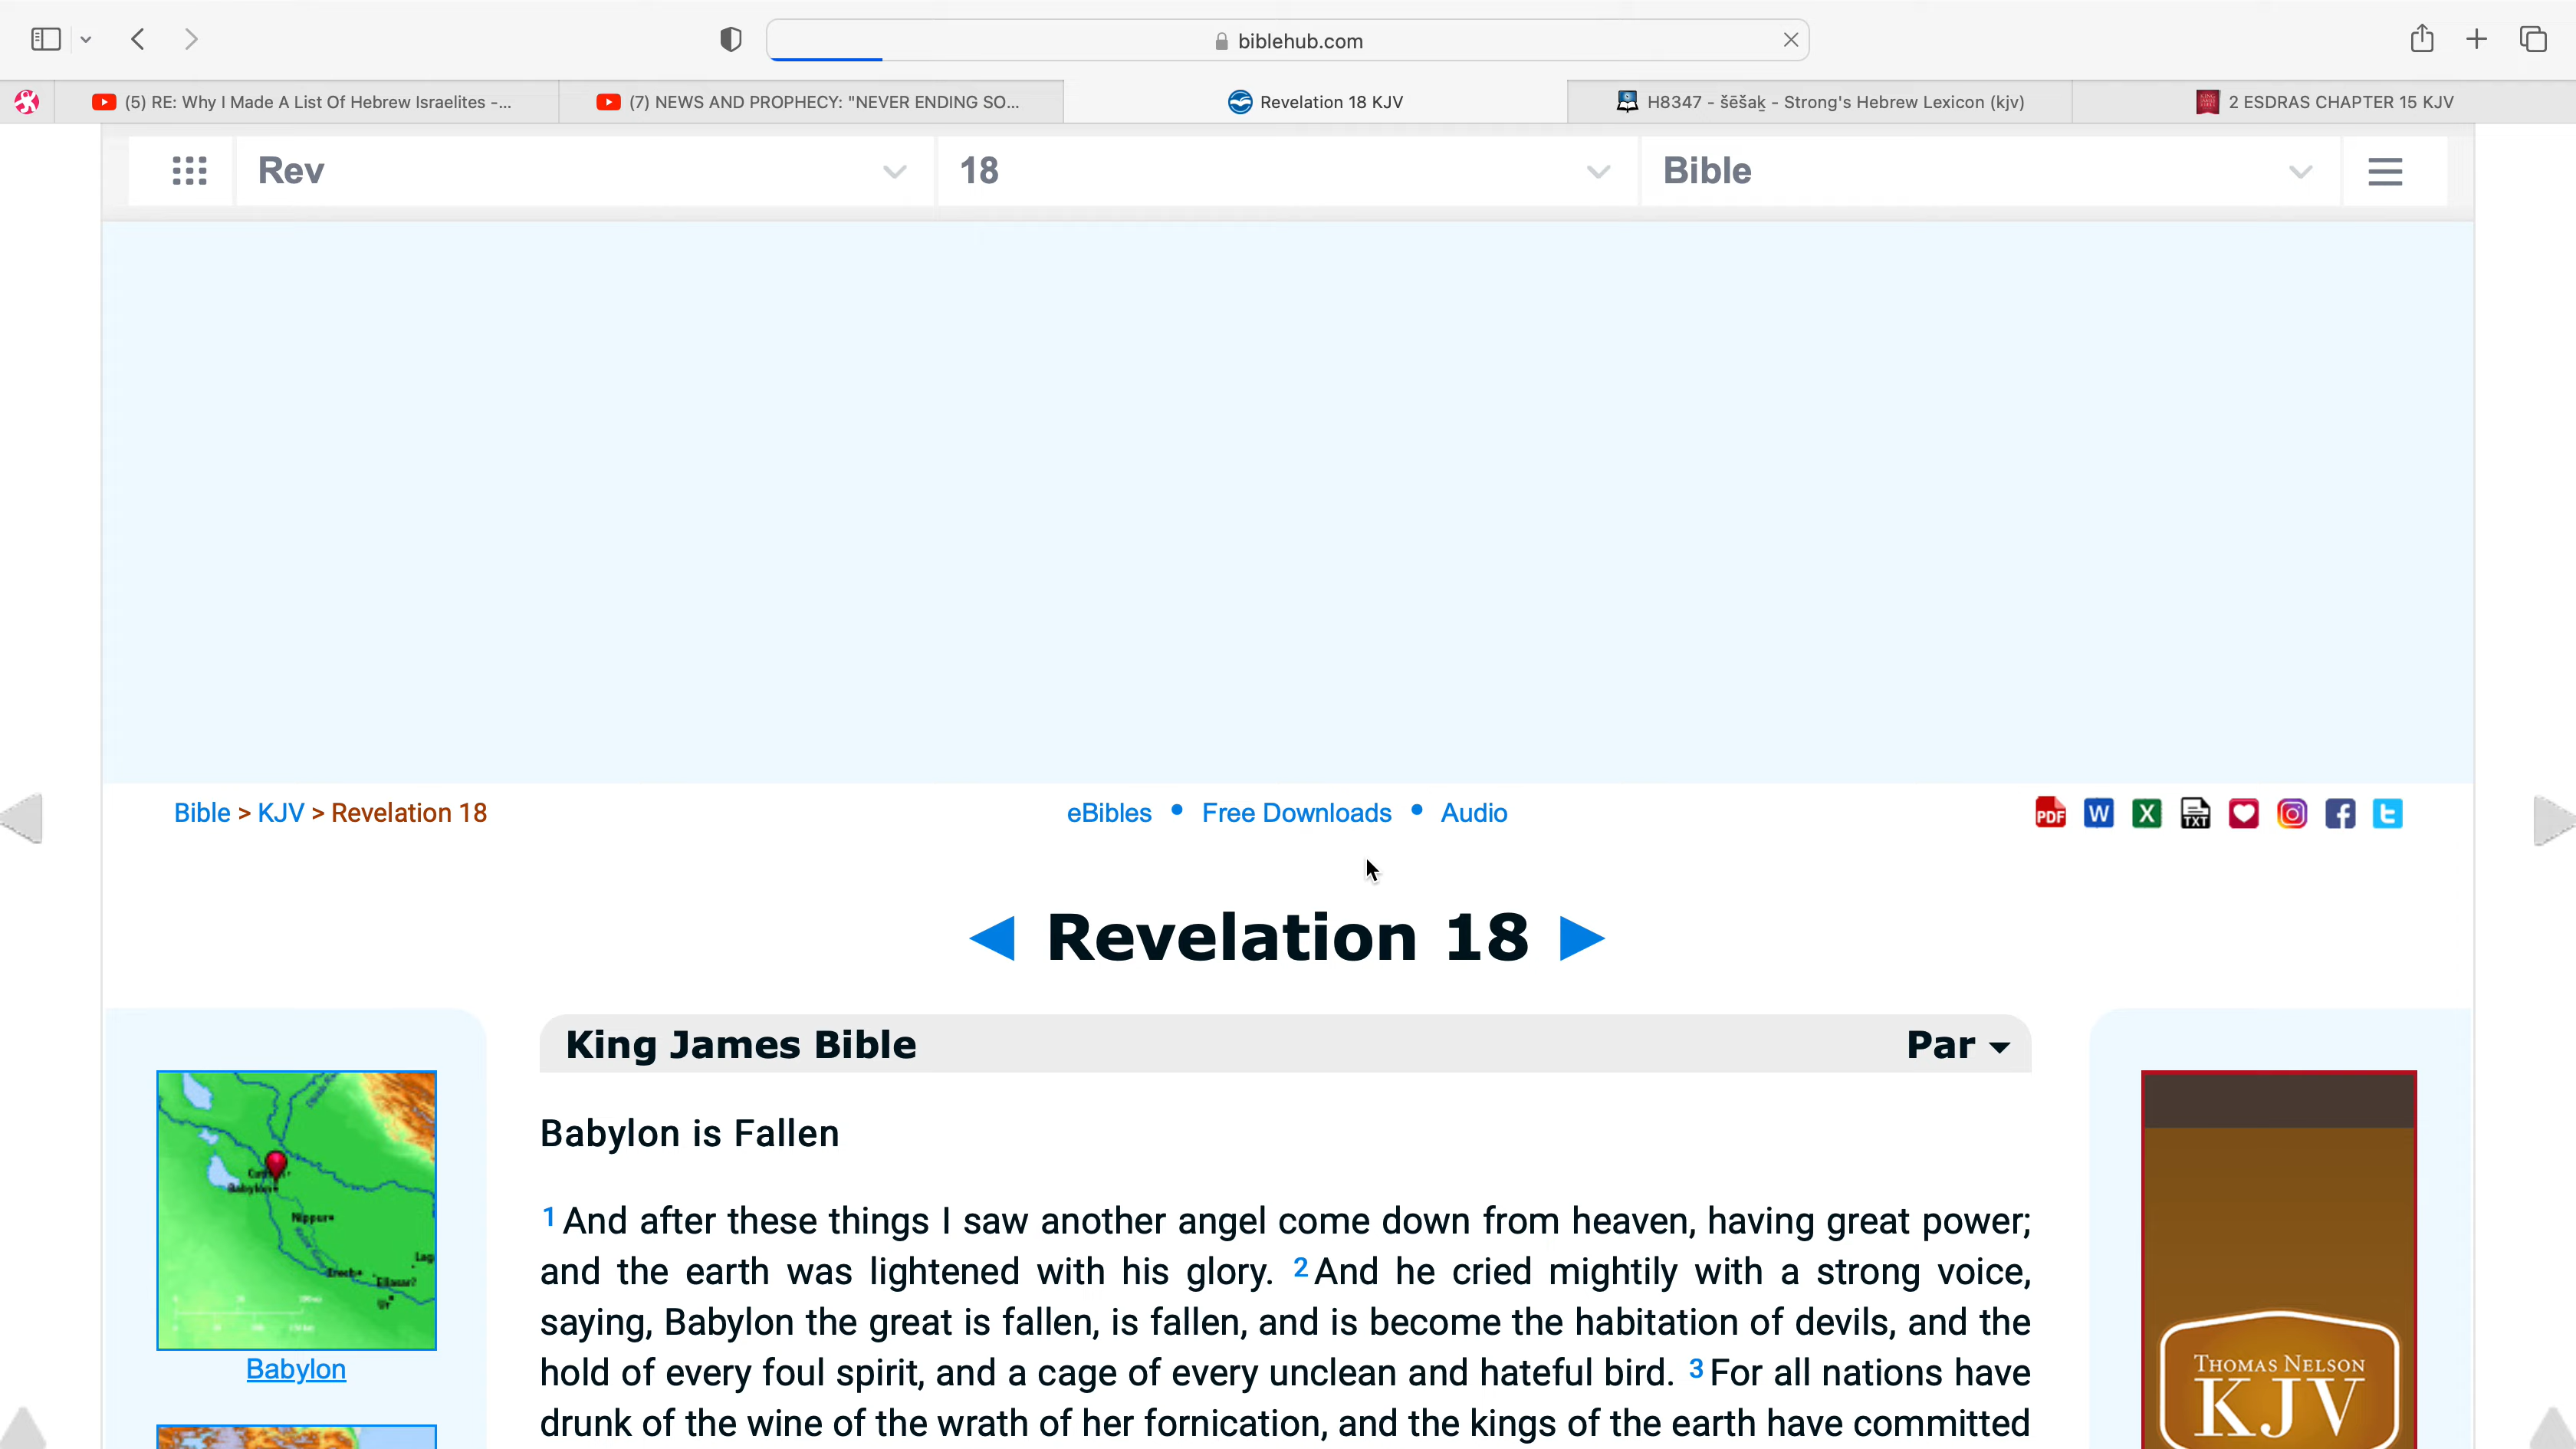 biblehub.com
(5) RE: Why I Made A List Of Hebrew Israelites -...
(7) NEWS AND PROPHECY: "NEVER ENDING SO...
Revelation 18 KJV
H8347 - šēšaḵ - Strong's Hebrew Lexicon (kjv)
2 ESDRAS CHAPTER 15 KJV
Rev
18
Bible
Bible > KJV > Revelation 18
eBibles • Free Downloads • Audio
PDF
W
X
TXT
Revelation 18
King James Bible
Par
Babylon is Fallen
1 And after these things I saw another angel come down from heaven, having great power;
and the earth was lightened with his glory. 2 And he cried mightily with a strong voice,
saying, Babylon the great is fallen, is fallen, and is become the habitation of devils, and the
hold of every foul spirit, and a cage of every unclean and hateful bird. 3 For all nations have
drunk of the wine of the wrath of her fornication, and the kings of the earth have committed
Babylon
Nippur
Erech
Ellasar?
Ur
Babylon
THOMAS NELSON
KJV